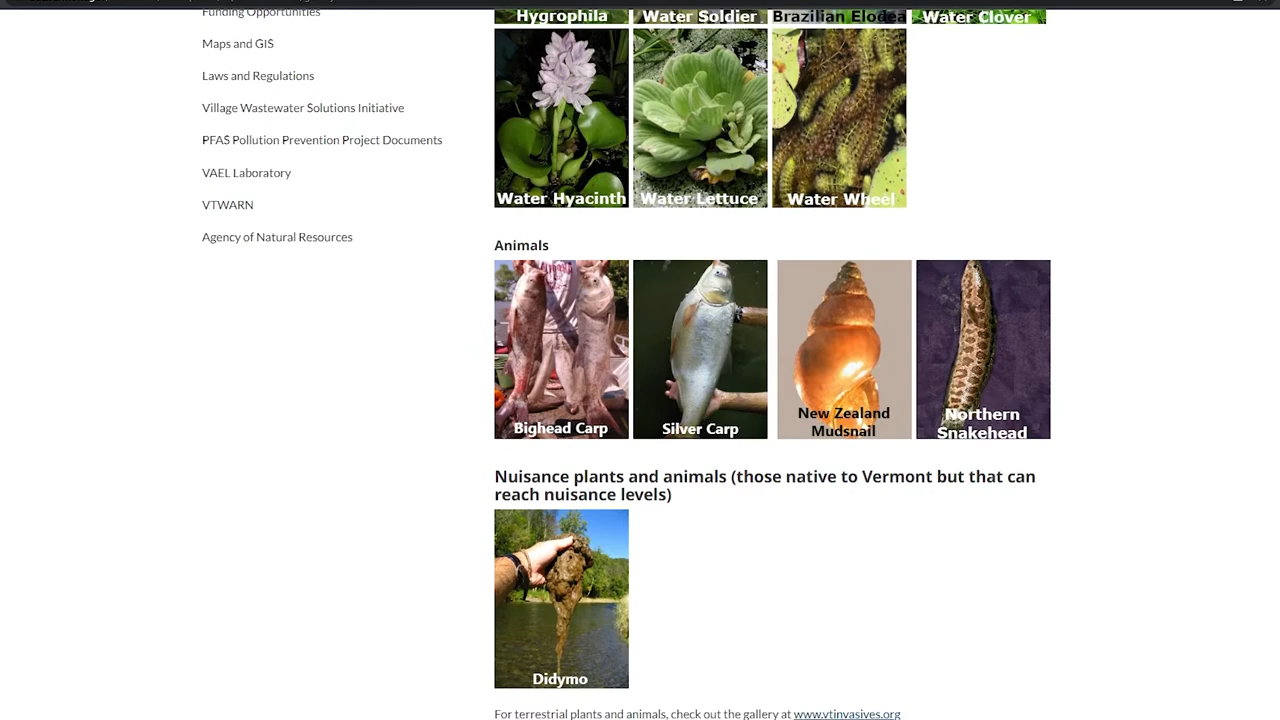 Funding Opportunities
Maps and GIS
Laws and Regulations
Village Wastewater Solutions Initiative
PFAS Pollution Prevention Project Documents
VAEL Laboratory
VTWARN
Agency of Natural Resources
Hygrophila
Water Soldier
Brazilian Elodea
Water Clover
Water Hyacinth
Water Lettuce
Water Wheel
Animals
Bighead Carp
Silver Carp
New Zealand
Mudsnail
Northern
Snakehead
Nuisance plants and animals (those native to Vermont but that can
reach nuisance levels)
Didymo
For terrestrial plants and animals, check out the gallery at www.vtinvasives.org